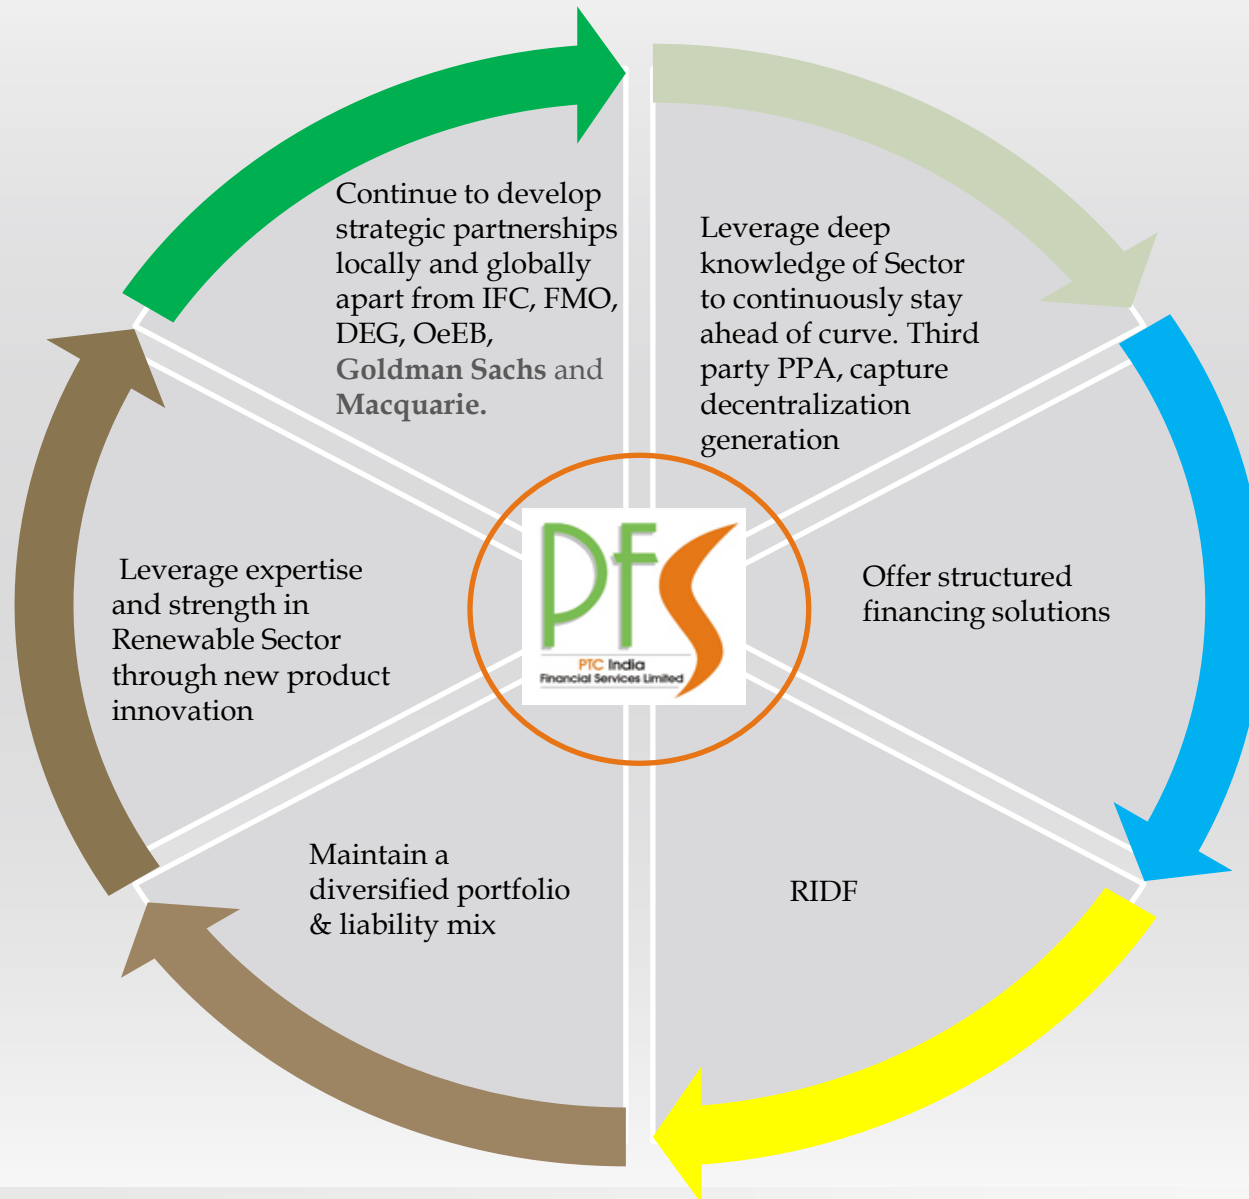 Continue to develop
strategic partnerships
locally and globally
apart from IFC, FMO,
DEG, OeEB,
Goldman Sachs and
Macquarie.
Leverage deep
knowledge of Sector
to continuously stay
ahead of curve. Third
party PPA, capture
decentralization
generation
Leverage expertise
and strength in
Renewable Sector
through new product
innovation
PFS
PTC India
Financial Services Limited
Offer structured
financing solutions
Maintain a
diversified portfolio
& liability mix
RIDF